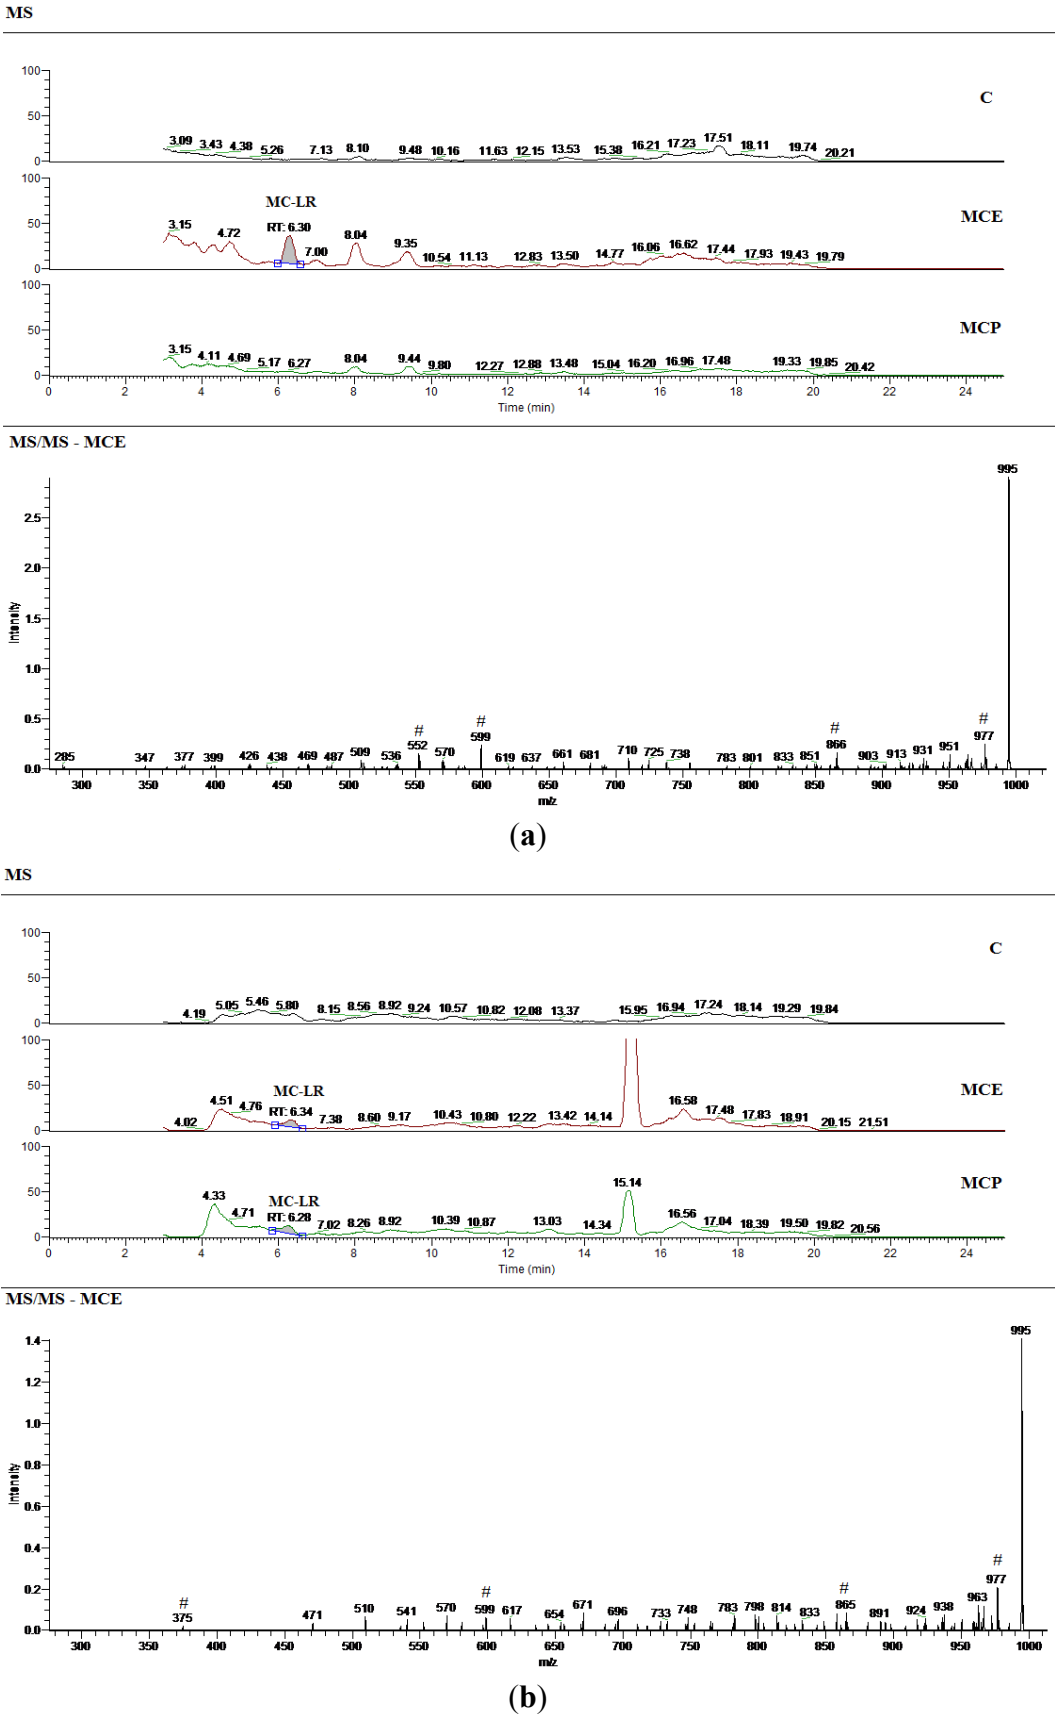 MS
100
50
0
C
3.09 3.43 4.38 5.26 7.13 8.10 9.48 10.16 11.63 12.15 13.53 15.38 16.21 17.23 17.51 18.11 19.74 20.21
100
50
0
MCE
MC-LR
3.15 4.72 RT: 6.30 7.00 8.04 9.35 10.54 11.13 12.83 13.50 14.77 16.06 16.62 17.44 17.93 19.43 19.79
100
50
0
MCP
3.15 4.11 4.69 5.17 6.27 8.04 9.44 9.80 12.27 12.88 13.48 15.04 16.20 16.96 17.48 19.33 19.85 20.42
0 2 4 6 8 10 12 14 16 18 20 22 24
Time (min)
MS/MS - MCE
995
2.5
2.0
1.5
1.0
0.5
0.0
Intensity
# # # #
285 347 377 399 426 438 469 487 509 536 552 570 599 619 637 661 681 710 725 738 783 801 833 851 866 903 913 931 951 977
300 350 400 450 500 550 600 650 700 750 800 850 900 950 1000
m/z
(a)
MS
100
50
0
C
4.19 5.05 5.46 5.80 8.15 8.56 8.92 9.24 10.57 10.82 12.08 13.37 15.95 16.94 17.24 18.14 19.29 19.84
100
50
0
MCE
MC-LR
4.02 4.51 4.76 RT: 6.34 7.38 8.60 9.17 10.43 10.80 12.22 13.42 14.14 16.58 17.48 17.83 18.91 20.15 21.51
100
50
0
MCP
MC-LR
4.33 4.71 RT: 6.28 7.02 8.26 8.92 10.39 10.87 13.03 14.34 15.14 16.56 17.04 18.39 19.50 19.82 20.56
0 2 4 6 8 10 12 14 16 18 20 22 24
Time (min)
MS/MS - MCE
995
1.4
1.2
1.0
0.8
0.6
0.4
0.2
0.0
Intensity
# # # #
375 471 510 541 570 599 617 654 671 696 733 748 783 798 814 833 865 891 924 938 963 977
300 350 400 450 500 550 600 650 700 750 800 850 900 950 1000
m/z
(b)